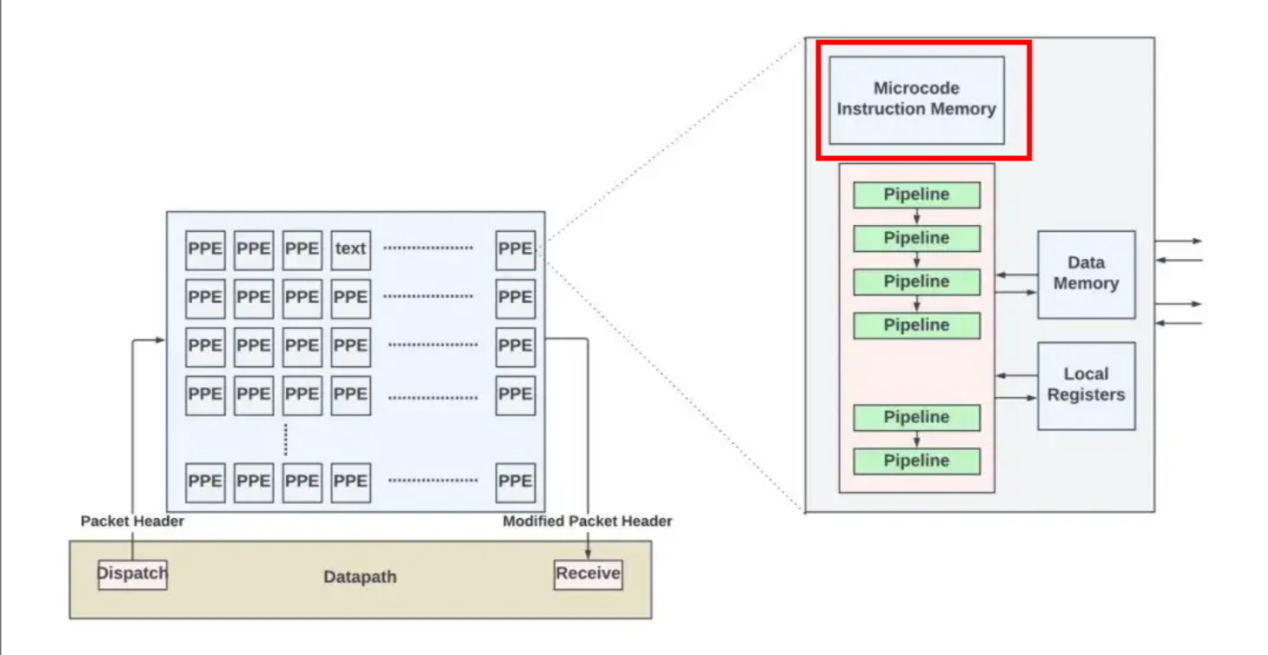 Microcode
Instruction Memory
Pipeline
Pipeline
Pipeline
Pipeline
Pipeline
Pipeline
Data
Memory
Local
Registers
PPE PPE PPE text PPE
PPE PPE PPE PPE PPE
PPE PPE PPE PPE PPE
PPE PPE PPE PPE PPE
PPE PPE PPE PPE PPE
Packet Header
Modified Packet Header
Dispatch
Datapath
Receive